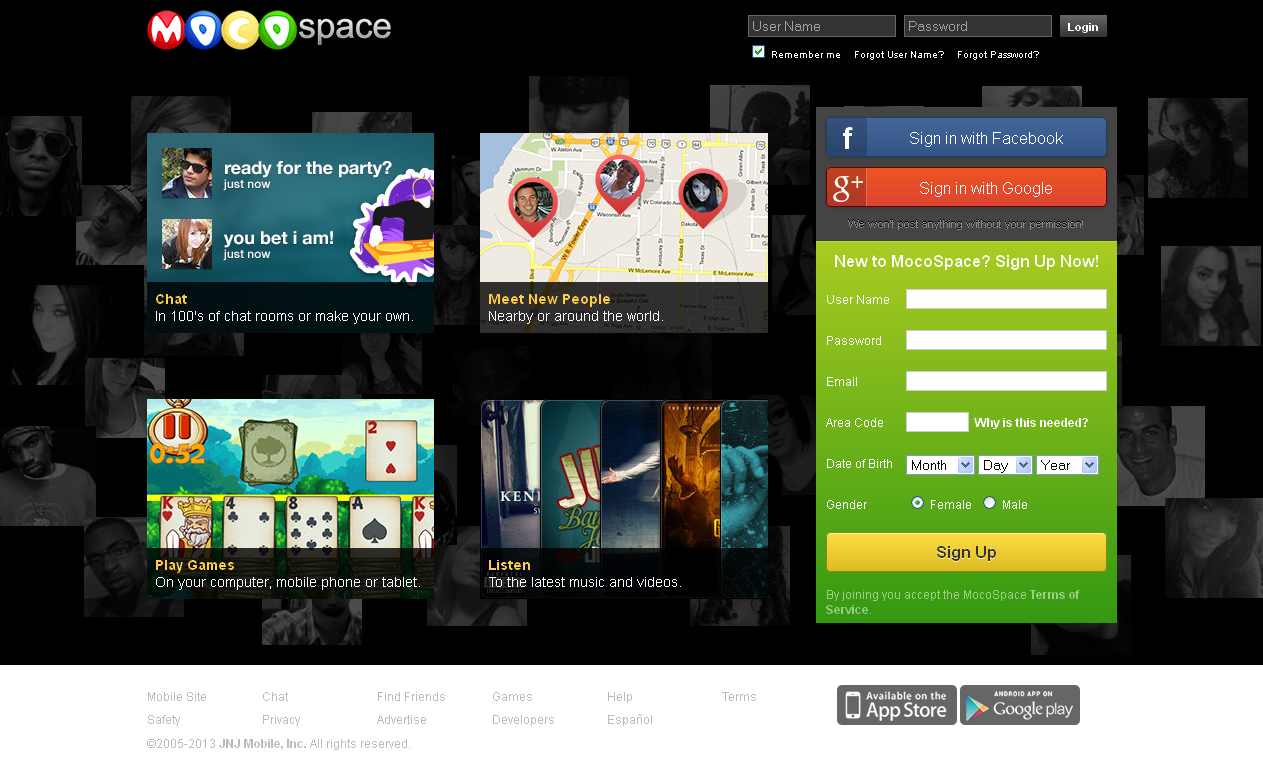 MOCOspace
User Name
Password
Login
Remember me
Forgot User Name?
Forgot Password?
ready for the party?
just now
you bet i am!
just now
Chat
In 100's of chat rooms or make your own.
Meet New People
Nearby or around the world.
0:52
2
K
4
8
A
K
Play Games
On your computer, mobile phone or tablet.
Listen
To the latest music and videos.
f
Sign in with Facebook
g+
Sign in with Google
We won't post anything without your permission!
New to MocoSpace? Sign Up Now!
User Name
Password
Email
Area Code
Why is this needed?
Date of Birth
Month
Day
Year
Gender
Female
Male
Sign Up
By joining you accept the MocoSpace Terms of
Service.
Mobile Site
Chat
Find Friends
Games
Help
Terms
Safety
Privacy
Advertise
Developers
Español
©2005-2013 JNJ Mobile, Inc. All rights reserved.
Available on the
App Store
ANDROID APP ON
Google play